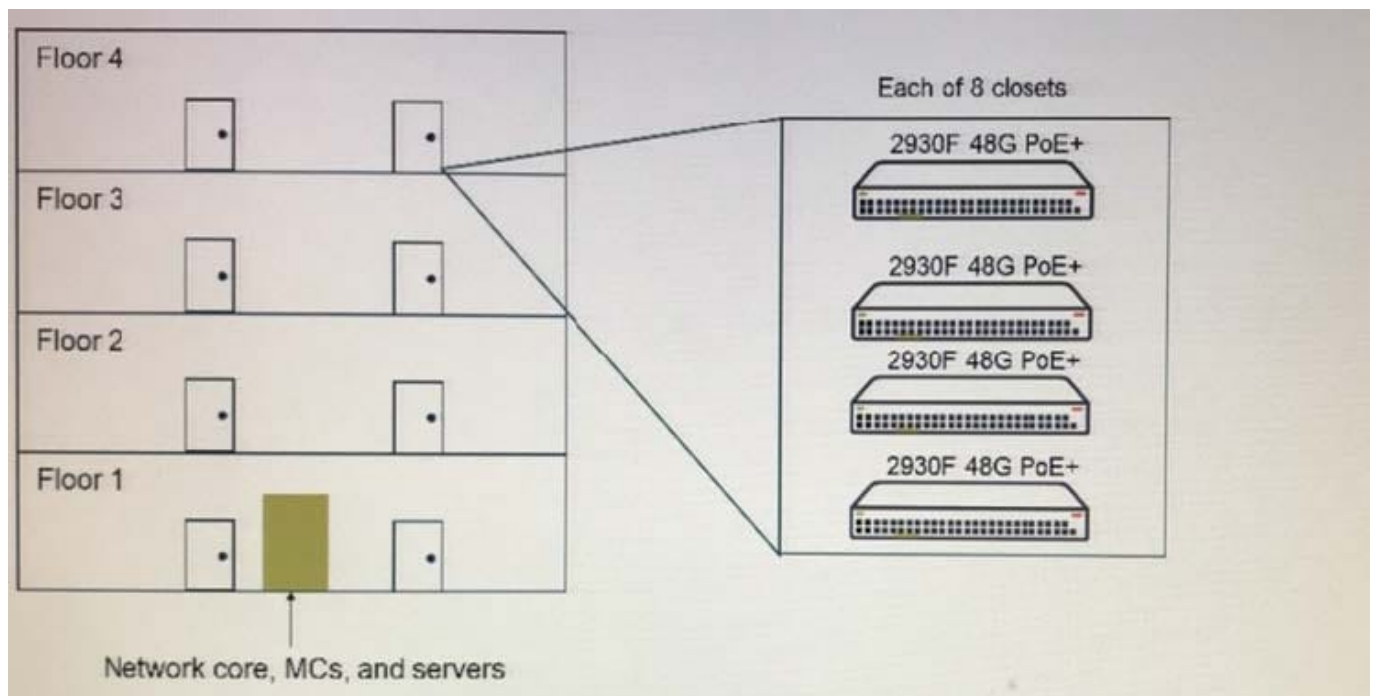 Floor 4
Floor 3
Floor 2
Floor 1
Network core, MCs, and servers
Each of 8 closets
2930F 48G PoE+
2930F 48G PoE+
2930F 48G PoE+
2930F 48G PoE+